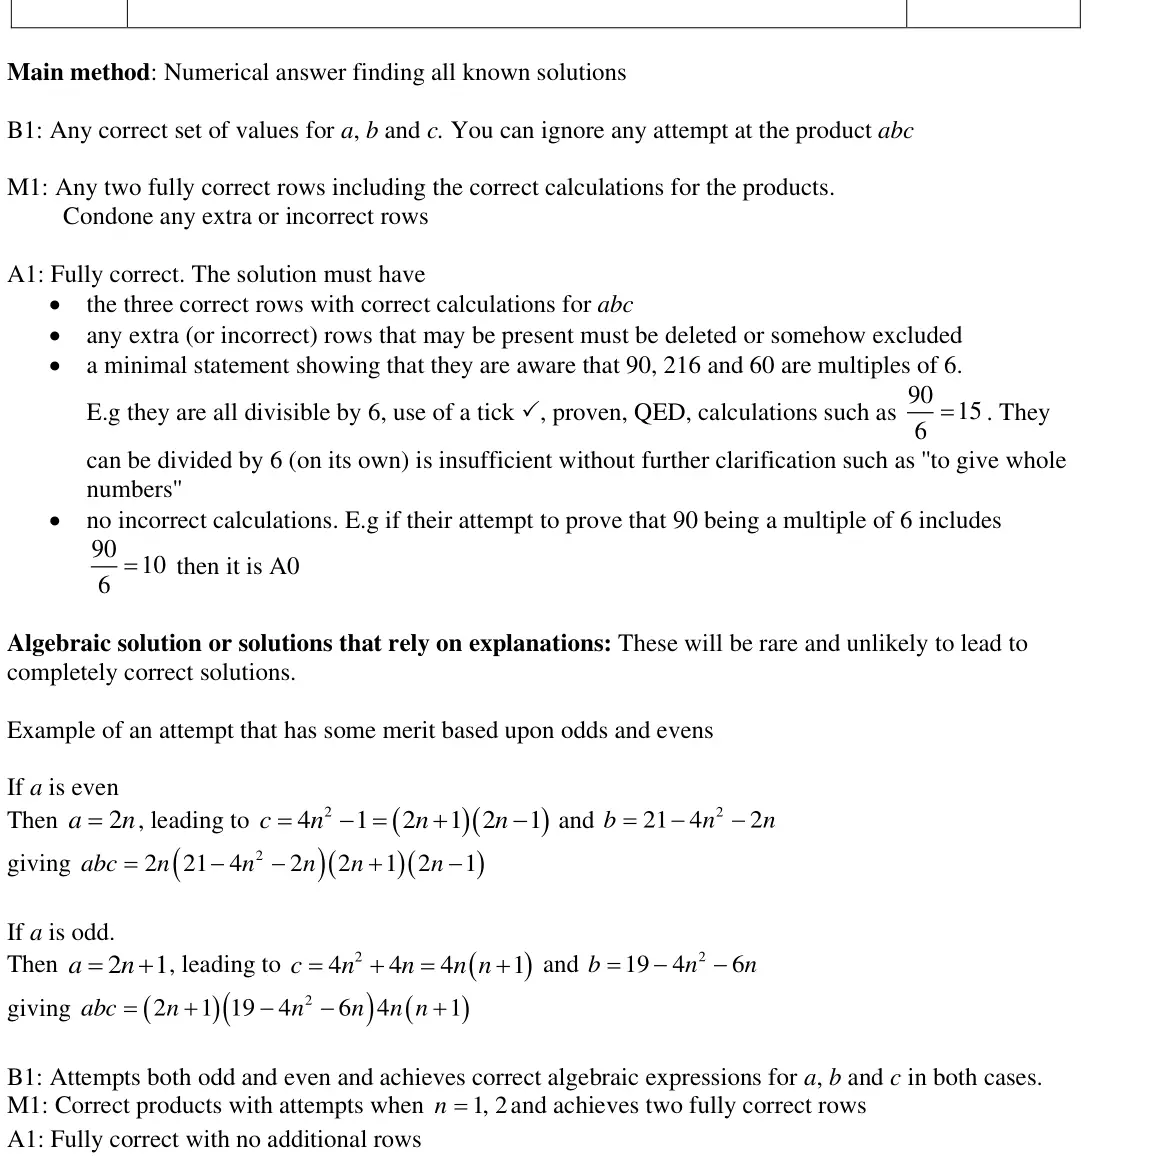 Main method: Numerical answer finding all known solutions
B1: Any correct set of values for a, b and c. You can ignore any attempt at the product abc
M1: Any two fully correct rows including the correct calculations for the products.
Condone any extra or incorrect rows
A1: Fully correct. The solution must have
• the three correct rows with correct calculations for abc
• any extra (or incorrect) rows that may be present must be deleted or somehow excluded
• a minimal statement showing that they are aware that 90, 216 and 60 are multiples of 6.
E.g they are all divisible by 6, use of a tick ✓, proven, QED, calculations such as 90/6 = 15 . They
can be divided by 6 (on its own) is insufficient without further clarification such as "to give whole
numbers"
• no incorrect calculations. E.g if their attempt to prove that 90 being a multiple of 6 includes
90/6 = 10 then it is A0
Algebraic solution or solutions that rely on explanations: These will be rare and unlikely to lead to
completely correct solutions.
Example of an attempt that has some merit based upon odds and evens
If a is even
Then a = 2n, leading to c = 4n² − 1 = (2n + 1)(2n − 1) and b = 21 − 4n² − 2n
giving abc = 2n(21 − 4n² − 2n)(2n + 1)(2n − 1)
If a is odd.
Then a = 2n + 1, leading to c = 4n² + 4n = 4n(n + 1) and b = 19 − 4n² − 6n
giving abc = (2n + 1)(19 − 4n² − 6n)4n(n + 1)
B1: Attempts both odd and even and achieves correct algebraic expressions for a, b and c in both cases.
M1: Correct products with attempts when n = 1, 2 and achieves two fully correct rows
A1: Fully correct with no additional rows